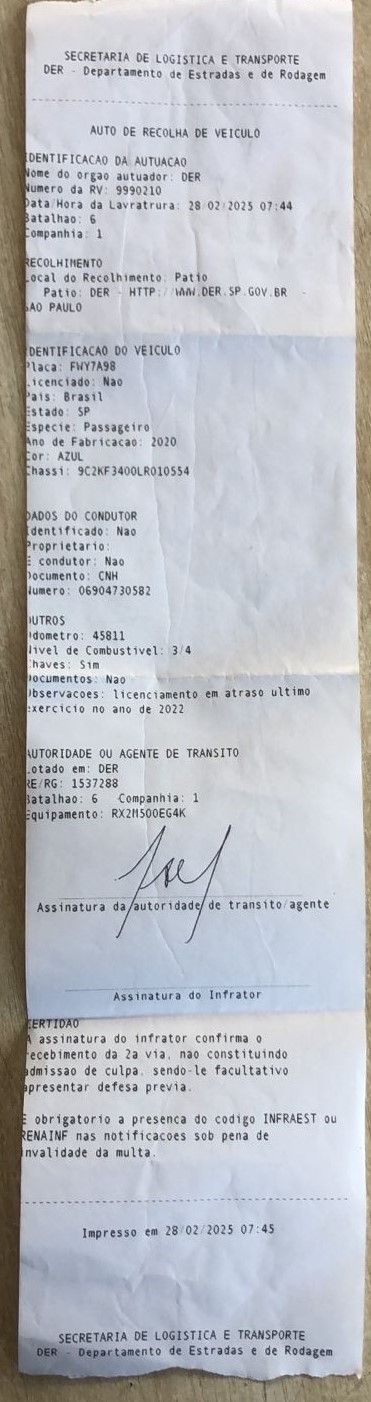 SECRETARIA DE LOGISTICA E TRANSPORTE
DER - Departamento de Estradas e de Rodagem
AUTO DE RECOLHA DE VEICULO
IDENTIFICACAO DA AUTUACAO
Nome do orgao autuador: DER
Numero da RV: 9990210
Data/Hora da Lavratrura: 28/02/2025 07:44
Batalhao: 6
Companhia: 1
RECOLHIMENTO
Local do Recolhimento: Patio
Patio: DER - HTTP://WWW.DER.SP.GOV.BR -
SAO PAULO
IDENTIFICACAO DO VEICULO
Placa: FWY7A98
Licenciado: Nao
Pais: Brasil
Estado: SP
Especie: Passageiro
Ano de Fabricacao: 2020
Cor: AZUL
Chassi: 9C2KF3400LR010554
DADOS DO CONDUTOR
Identificado: Nao
Proprietario:
E condutor: Nao
Documento: CNH
Numero: 06904730582
OUTROS
Odometro: 45811
Nivel de Combustivel: 3/4
Chaves: Sim
Documentos: Nao
Observacoes: licenciamento em atraso ultimo
exercicio no ano de 2022
AUTORIDADE OU AGENTE DE TRANSITO
Lotado em: DER
RE/RG: 1537288
Batalhao: 6 Companhia: 1
Equipamento: RX2M500EG4K
Assinatura da autoridade de transito/agente
Assinatura do Infrator
CERTIDAO
A assinatura do infrator confirma o
recebimento da 2a via, nao constituindo
admissao de culpa, sendo-le facultativo
apresentar defesa previa.
E obrigatorio a presenca do codigo INFRAEST ou
RENAINF nas notificacoes sob pena de
invalidade da multa.
Impresso em 28/02/2025 07:45
SECRETARIA DE LOGISTICA E TRANSPORTE
DER - Departamento de Estradas e de Rodagem